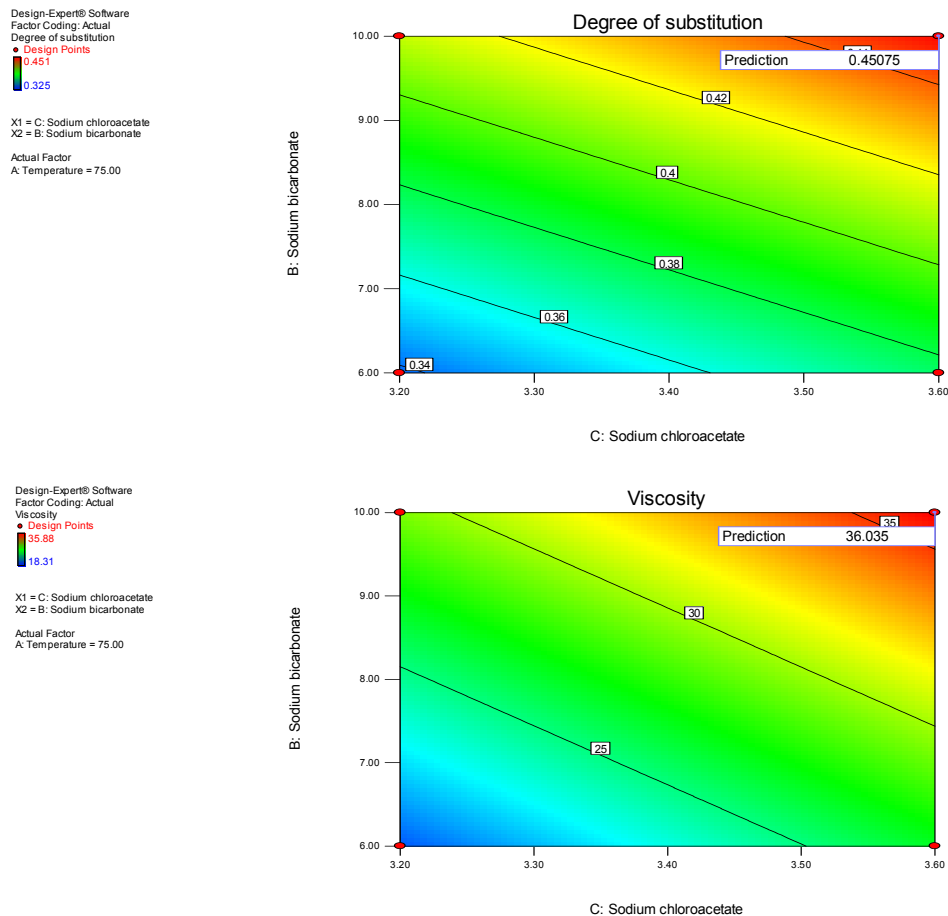 Design-Expert® Software
Factor Coding: Actual
Degree of substitution
Design Points
0.451
0.325
X1 = C: Sodium chloroacetate
X2 = B: Sodium bicarbonate
Actual Factor
A: Temperature = 75.00
Degree of substitution
B: Sodium bicarbonate
10.00
9.00
8.00
7.00
6.00
Prediction 0.45075
0.42
0.4
0.38
0.36
0.34
3.20 3.30 3.40 3.50 3.60
C: Sodium chloroacetate
Design-Expert® Software
Factor Coding: Actual
Viscosity
Design Points
35.88
18.31
X1 = C: Sodium chloroacetate
X2 = B: Sodium bicarbonate
Actual Factor
A: Temperature = 75.00
Viscosity
B: Sodium bicarbonate
10.00
9.00
8.00
7.00
6.00
35
Prediction 36.035
30
25
3.20 3.30 3.40 3.50 3.60
C: Sodium chloroacetate